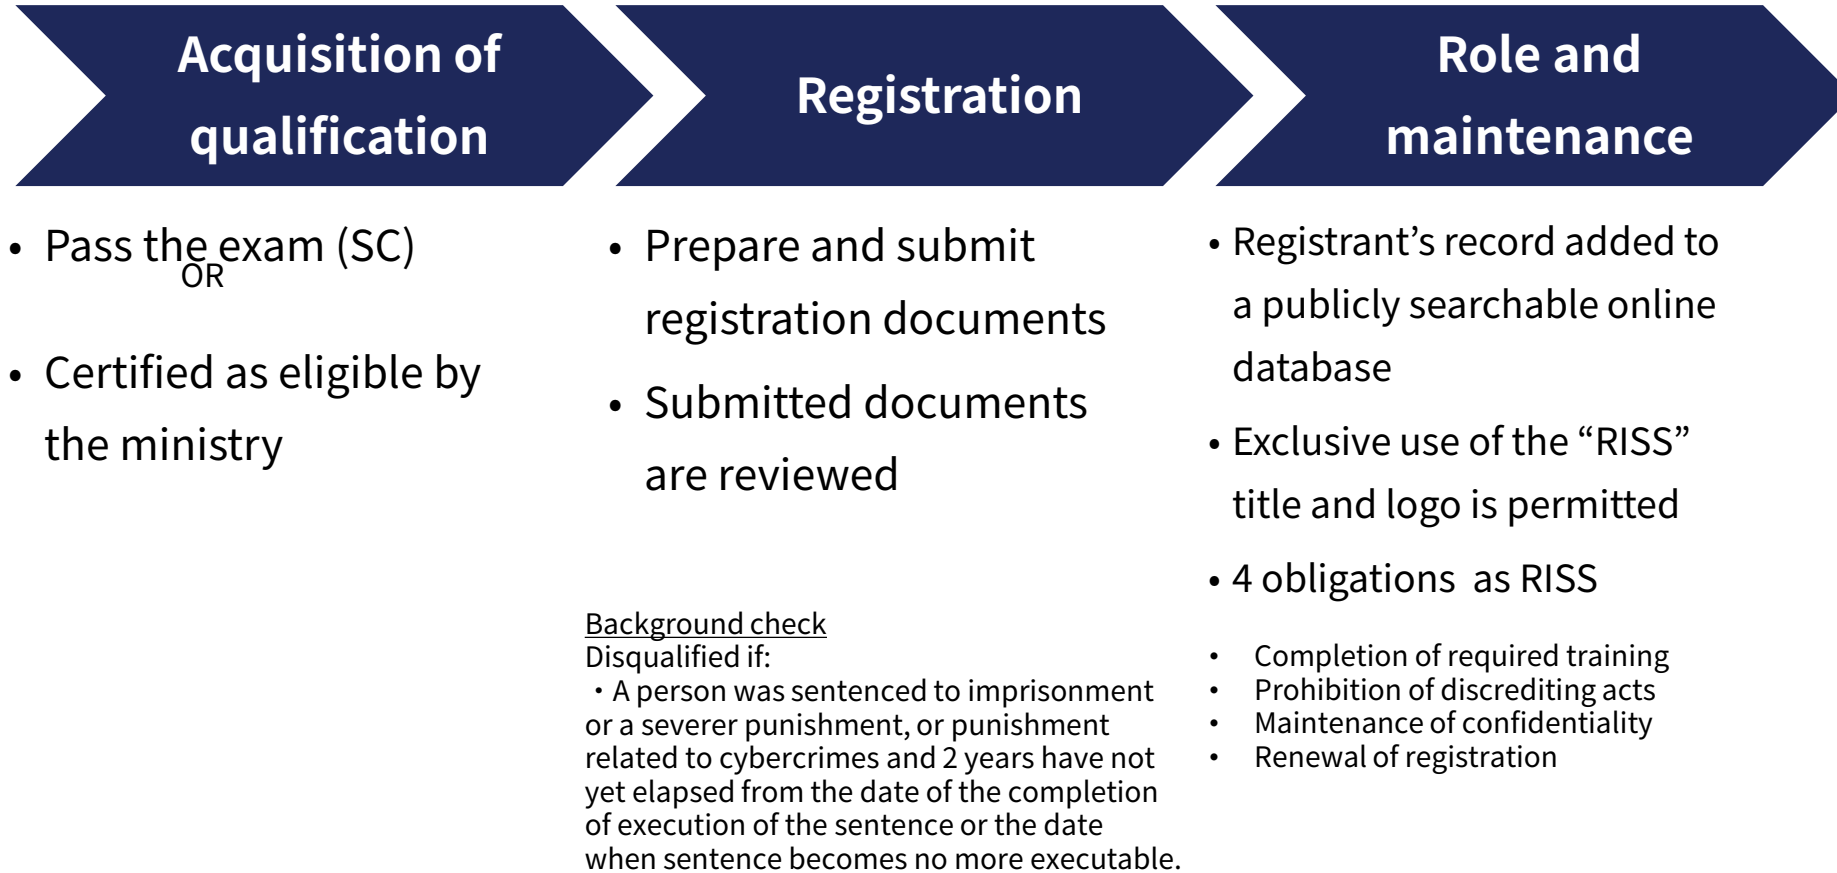 Acquisition of
qualification
• Pass the exam (SC)
OR
• Certified as eligible by
the ministry
Registration
• Prepare and submit
registration documents
• Submitted documents
are reviewed
Background check
Disqualified if:
・A person was sentenced to imprisonment
or a severer punishment, or punishment
related to cybercrimes and 2 years have not
yet elapsed from the date of the completion
of execution of the sentence or the date
when sentence becomes no more executable.
Role and
maintenance
• Registrant’s record added to
a publicly searchable online
database
• Exclusive use of the “RISS”
title and logo is permitted
• 4 obligations as RISS
• Completion of required training
• Prohibition of discrediting acts
• Maintenance of confidentiality
• Renewal of registration